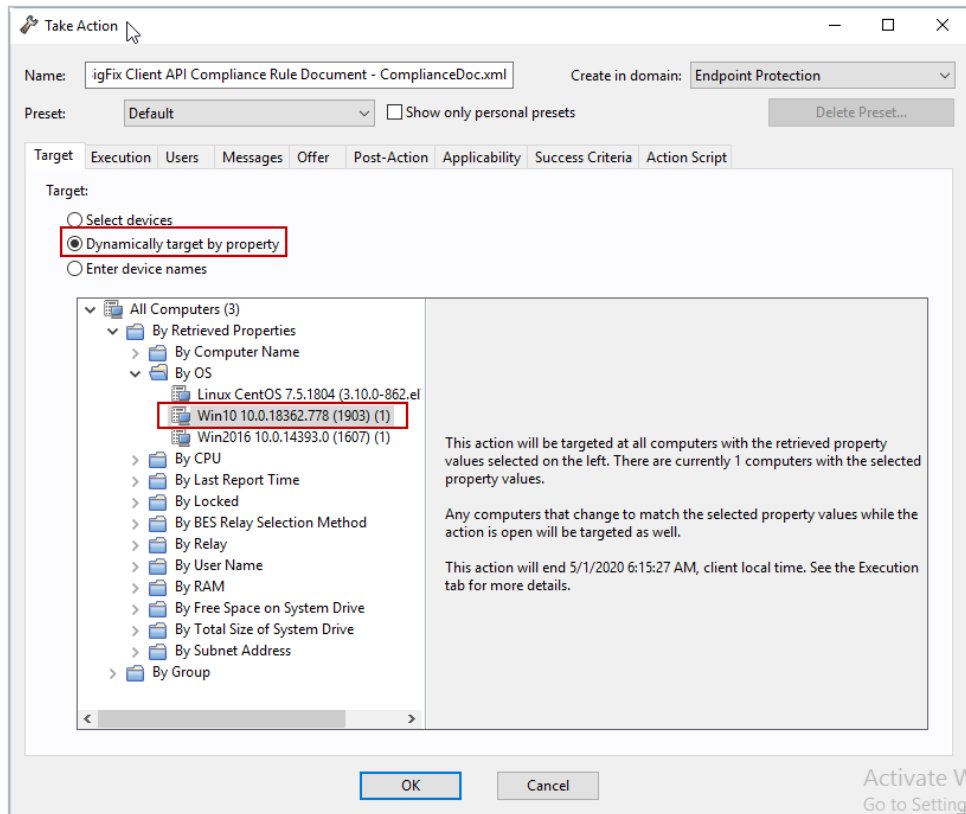 Take Action
Name: igFix Client API Compliance Rule Document - ComplianceDoc.xml Create in domain: Endpoint Protection
Preset: Default Show only personal presets Delete Preset...
Target Execution Users Messages Offer Post-Action Applicability Success Criteria Action Script
Target:
Select devices
Dynamically target by property
Enter device names
All Computers (3)
By Retrieved Properties
By Computer Name
By OS
Linux CentOS 7.5.1804 (3.10.0-862.el
Win10 10.0.18362.778 (1903) (1)
Win2016 10.0.14393.0 (1607) (1)
By CPU
By Last Report Time
By Locked
By BES Relay Selection Method
By Relay
By User Name
By RAM
By Free Space on System Drive
By Total Size of System Drive
By Subnet Address
By Group
This action will be targeted at all computers with the retrieved property
values selected on the left. There are currently 1 computers with the selected
property values.
Any computers that change to match the selected property values while the
action is open will be targeted as well.
This action will end 5/1/2020 6:15:27 AM, client local time. See the Execution
tab for more details.
OK Cancel
Activate W
Go to Setting